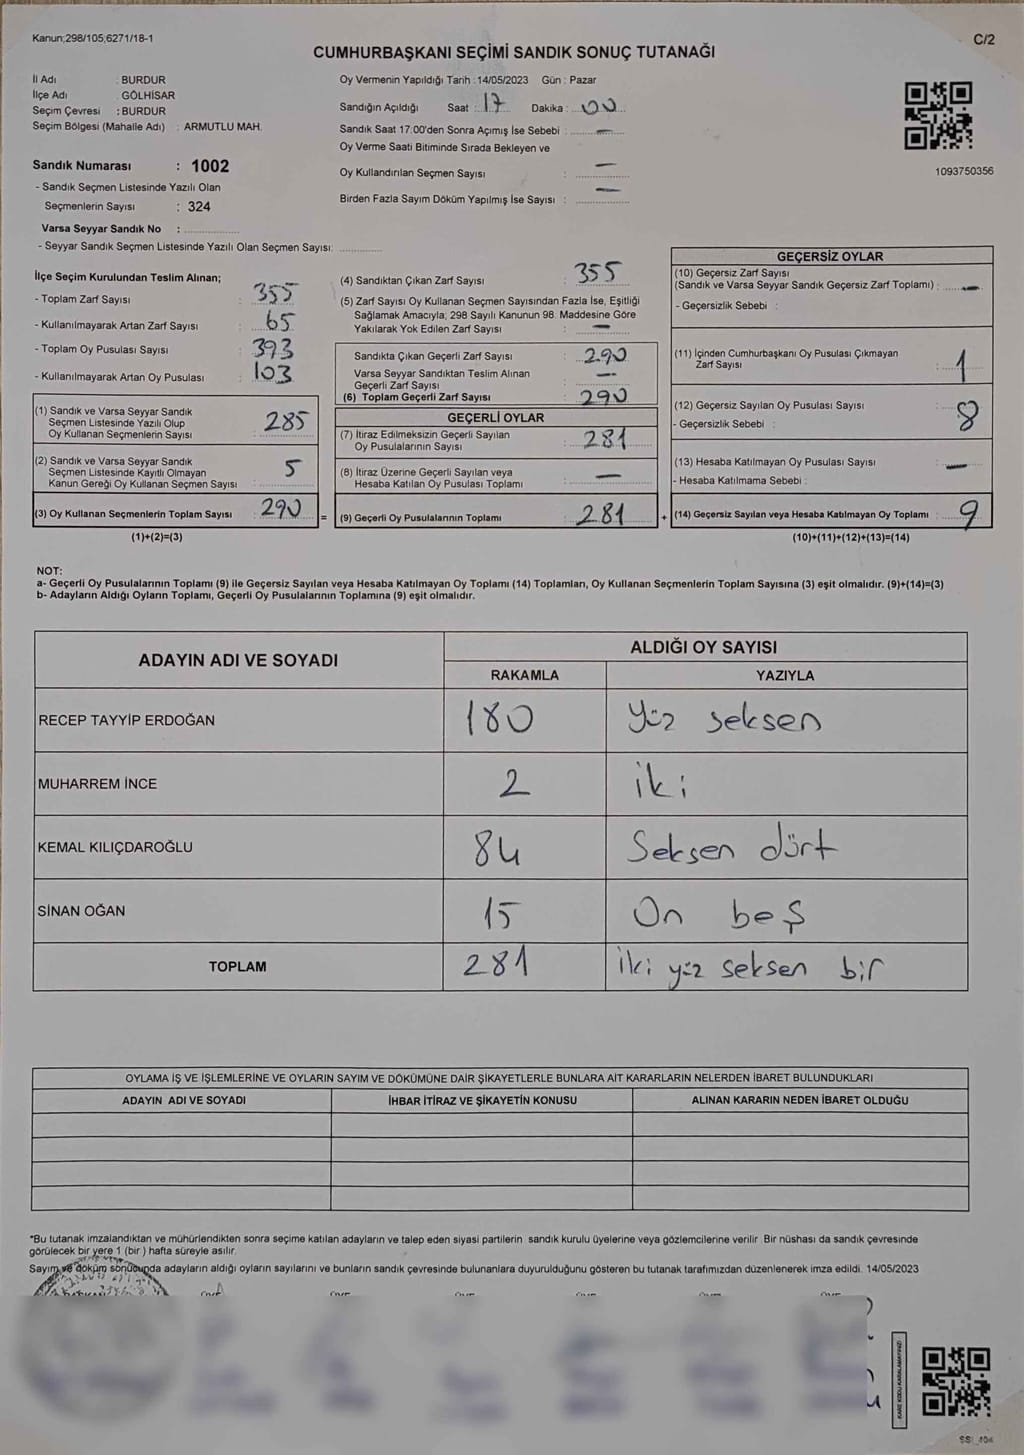 Kanun;298/105,6271/18-1
C/2
CUMHURBAŞKANI SEÇİMİ SANDIK SONUÇ TUTANAĞI
İl Adı : BURDUR
İlçe Adı : GÖLHİSAR
Seçim Çevresi : BURDUR
Seçim Bölgesi (Mahalle Adı) : ARMUTLU MAH.
Sandık Numarası : 1002
- Sandık Seçmen Listesinde Yazılı Olan
Seçmenlerin Sayısı : 324
Varsa Seyyar Sandık No :
- Seyyar Sandık Seçmen Listesinde Yazılı Olan Seçmen Sayısı:
Oy Vermenin Yapıldığı Tarih : 14/05/2023 Gün : Pazar
Sandığın Açıldığı Saat : 17 Dakika : 00
Sandık Saat 17:00'den Sonra Açımış İse Sebebi : —
Oy Verme Saati Bitiminde Sırada Bekleyen ve
Oy Kullandırılan Seçmen Sayısı : —
Birden Fazla Sayım Döküm Yapılmış İse Sayısı : —
1093750356
İlçe Seçim Kurulundan Teslim Alınan;
- Toplam Zarf Sayısı : 355
- Kullanılmayarak Artan Zarf Sayısı : 65
- Toplam Oy Pusulası Sayısı : 393
- Kullanılmayarak Artan Oy Pusulası : 103
(1) Sandık ve Varsa Seyyar Sandık
Seçmen Listesinde Yazılı Olup
Oy Kullanan Seçmenlerin Sayısı : 285
(2) Sandık ve Varsa Seyyar Sandık
Seçmen Listesinde Kayıtlı Olmayan
Kanun Gereği Oy Kullanan Seçmen Sayısı : 5
(3) Oy Kullanan Seçmenlerin Toplam Sayısı : 290 =
(1)+(2)=(3)
(4) Sandıktan Çıkan Zarf Sayısı : 355
(5) Zarf Sayısı Oy Kullanan Seçmen Sayısından Fazla İse, Eşitliği
Sağlamak Amacıyla; 298 Sayılı Kanunun 98. Maddesine Göre
Yakılarak Yok Edilen Zarf Sayısı : —
Sandıkta Çıkan Geçerli Zarf Sayısı : 290
Varsa Seyyar Sandıktan Teslim Alınan
Geçerli Zarf Sayısı : —
(6) Toplam Geçerli Zarf Sayısı : 290
GEÇERLİ OYLAR
(7) İtiraz Edilmeksizin Geçerli Sayılan
Oy Pusulalarının Sayısı : 281
(8) İtiraz Üzerine Geçerli Sayılan veya
Hesaba Katılan Oy Pusulası Toplamı : —
(9) Geçerli Oy Pusulalarının Toplamı : 281 +
GEÇERSİZ OYLAR
(10) Geçersiz Zarf Sayısı
(Sandık ve Varsa Seyyar Sandık Geçersiz Zarf Toplamı) : —
- Geçersizlik Sebebi :
(11) İçinden Cumhurbaşkanı Oy Pusulası Çıkmayan
Zarf Sayısı : 1
(12) Geçersiz Sayılan Oy Pusulası Sayısı : 8
- Geçersizlik Sebebi :
(13) Hesaba Katılmayan Oy Pusulası Sayısı : —
- Hesaba Katılmama Sebebi :
(14) Geçersiz Sayılan veya Hesaba Katılmayan Oy Toplamı : 9
(10)+(11)+(12)+(13)=(14)
NOT:
a- Geçerli Oy Pusulalarının Toplamı (9) ile Geçersiz Sayılan veya Hesaba Katılmayan Oy Toplamı (14) Toplamları, Oy Kullanan Seçmenlerin Toplam Sayısına (3) eşit olmalıdır. (9)+(14)=(3)
b- Adayların Aldığı Oyların Toplamı, Geçerli Oy Pusulalarının Toplamına (9) eşit olmalıdır.
ADAYIN ADI VE SOYADI
ALDIĞI OY SAYISI
RAKAMLA YAZIYLA
RECEP TAYYİP ERDOĞAN 180 yüz seksen
MUHARREM İNCE 2 iki
KEMAL KILIÇDAROĞLU 84 Seksen dört
SİNAN OĞAN 15 On beş
TOPLAM 281 iki yüz seksen bir
OYLAMA İŞ VE İŞLEMLERİNE VE OYLARIN SAYIM VE DÖKÜMÜNE DAİR ŞİKAYETLERLE BUNLARA AİT KARARLARIN NELERDEN İBARET BULUNDUKLARI
ADAYIN ADI VE SOYADI İHBAR İTİRAZ VE ŞİKAYETİN KONUSU ALINAN KARARIN NEDEN İBARET OLDUĞU
*Bu tutanak imzalandıktan ve mühürlendikten sonra seçime katılan adayların ve talep eden siyasi partilerin sandık kurulu üyelerine veya gözlemcilerine verilir. Bir nüshası da sandık çevresinde
görülecek bir yere 1 (bir) hafta süreyle asılır.
Sayım ve döküm sonucunda adayların aldığı oyların sayılarını ve bunların sandık çevresinde bulunanlara duyurulduğunu gösteren bu tutanak tarafımızdan düzenlenerek imza edildi. 14/05/2023
KARE KODU KARALAMAYINIZ!